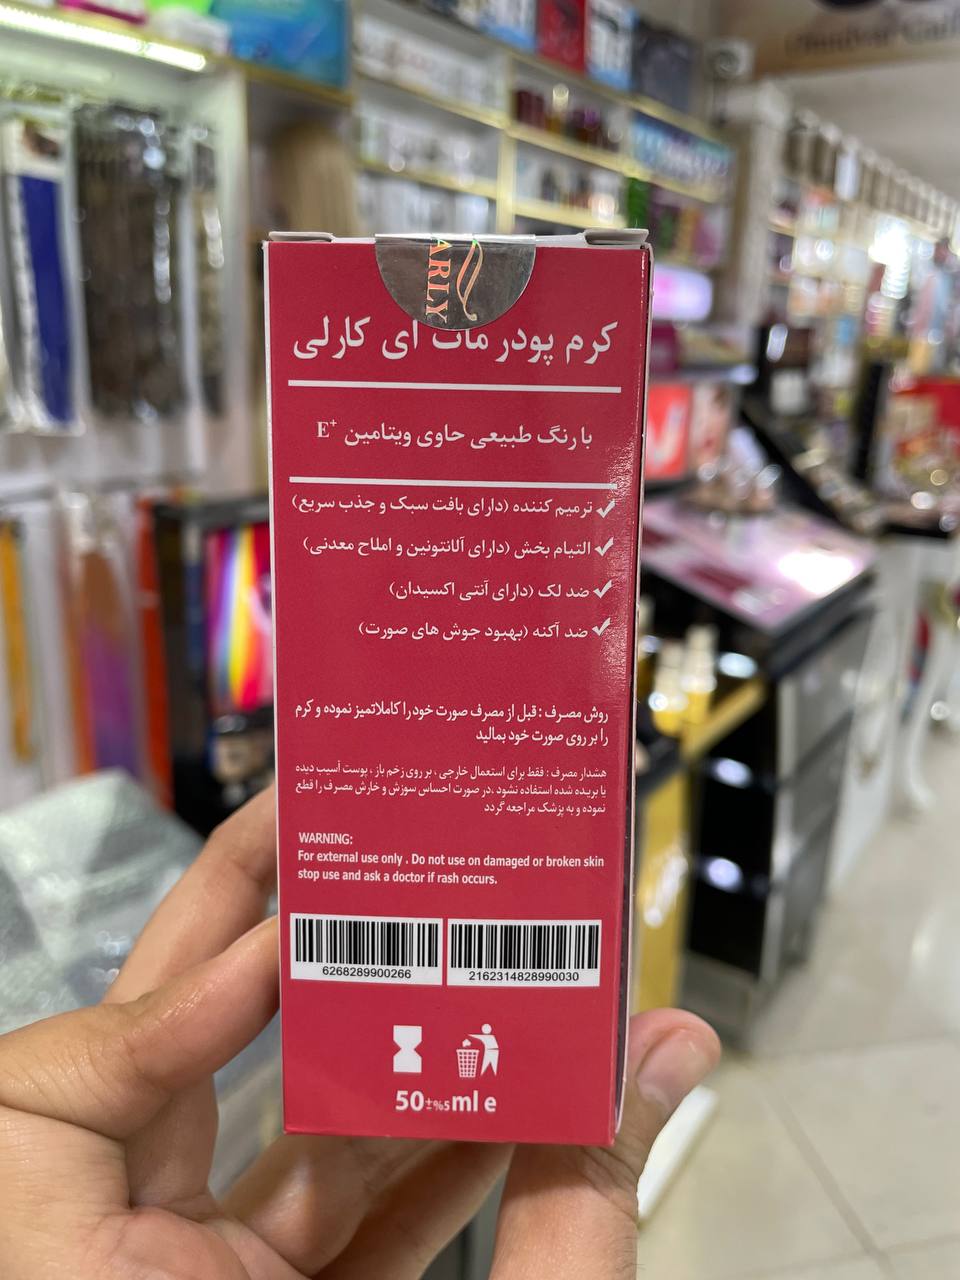 ARLY
کرم پودر مات ای کارلی
با رنگ طبیعی حاوی ویتامین E+
ترمیم کننده (دارای بافت سبک و جذب سریع)
التیام بخش (دارای آلانتونین و املاح معدنی)
ضد لک (دارای آنتی اکسیدان)
ضد آکنه (بهبود جوش های صورت)
روش مصرف : قبل از مصرف صورت خود را کاملا تمیز نموده و کرم
را بر روی صورت خود بمالید
هشدار مصرف : فقط برای استعمال خارجی ، بر روی زخم باز ، پوست آسیب دیده
یا بریده شده استفاده نشود ،در صورت احساس سوزش و خارش مصرف را قطع
نموده و به پزشک مراجعه گردد
WARNING:
For external use only . Do not use on damaged or broken skin
stop use and ask a doctor if rash occurs.
6268289900266
2162314828990030
50±%5ml e